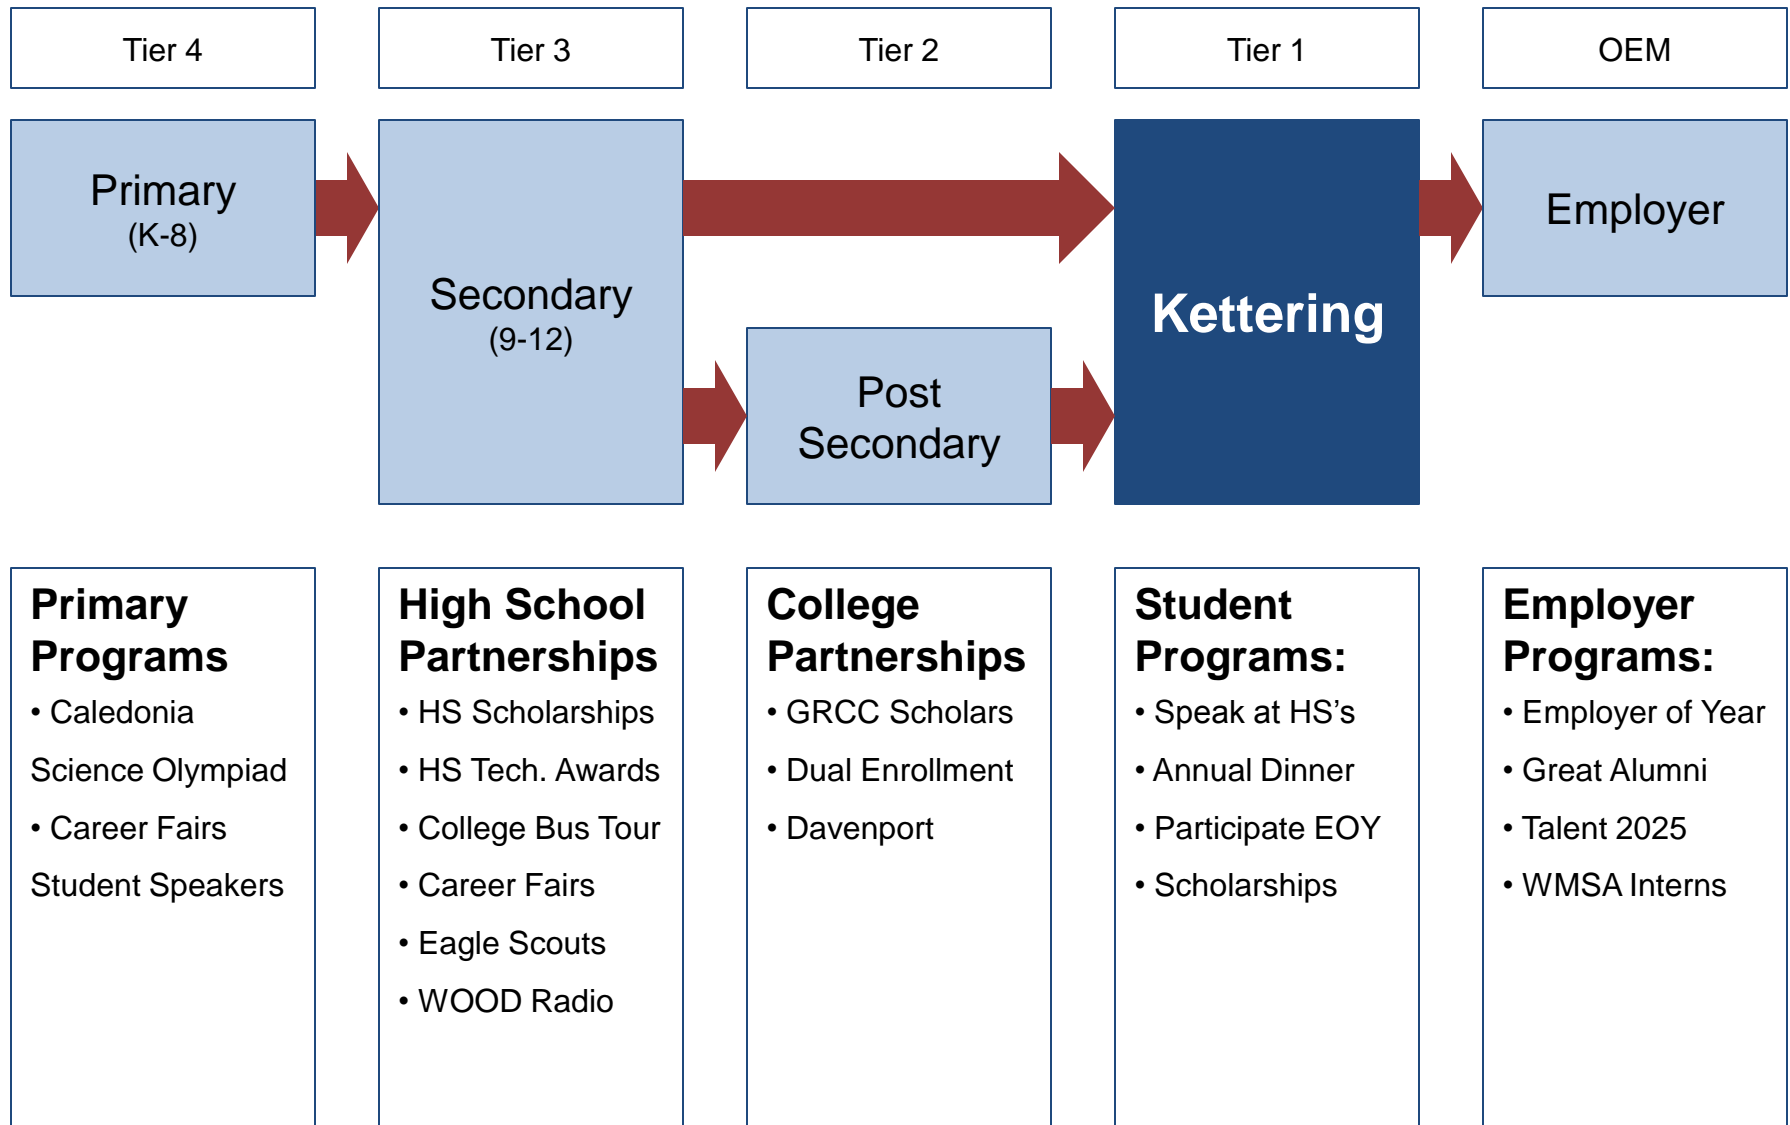 Tier 4
Tier 3
Tier 2
Tier 1
OEM
Primary
(K-8)
Secondary
(9-12)
Post
Secondary
Kettering
Employer
Primary
Programs
• Caledonia
Science Olympiad
• Career Fairs
Student Speakers
High School
Partnerships
• HS Scholarships
• HS Tech. Awards
• College Bus Tour
• Career Fairs
• Eagle Scouts
• WOOD Radio
College
Partnerships
• GRCC Scholars
• Dual Enrollment
• Davenport
Student
Programs:
• Speak at HS’s
• Annual Dinner
• Participate EOY
• Scholarships
Employer
Programs:
• Employer of Year
• Great Alumni
• Talent 2025
• WMSA Interns